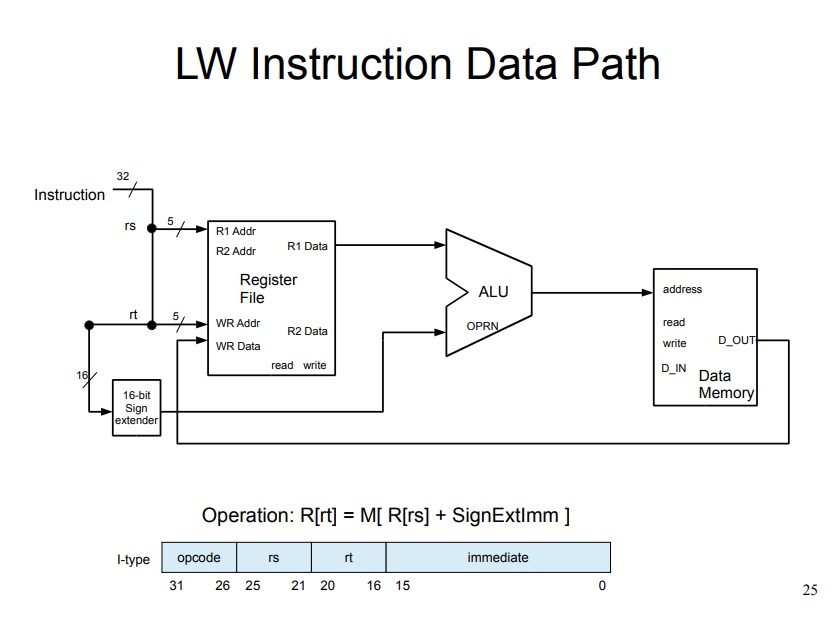 LW Instruction Data Path
32
Instruction
rs
5
R1 Addr
R2 Addr
R1 Data
Register
File
rt
5
WR Addr
WR Data
R2 Data
read write
16
16-bit
Sign
extender
ALU
OPRN
address
read
write
D_OUT
D_IN
Data
Memory
Operation: R[rt] = M[ R[rs] + SignExtImm ]
I-type opcode rs rt immediate
31 26 25 21 20 16 15 0
25